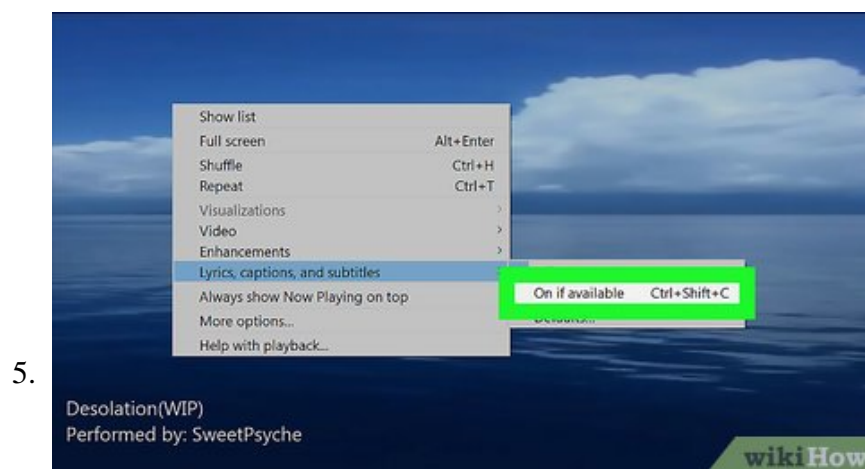 Show list
Full screen Alt+Enter
Shuffle Ctrl+H
Repeat Ctrl+T
Visualizations
Video
Enhancements
Lyrics, captions, and subtitles
Always show Now Playing on top
On if available Ctrl+Shift+C
More options...
Defaults...
Help with playback...
5.
Desolation(WIP)
Performed by: SweetPsyche
wikiHow